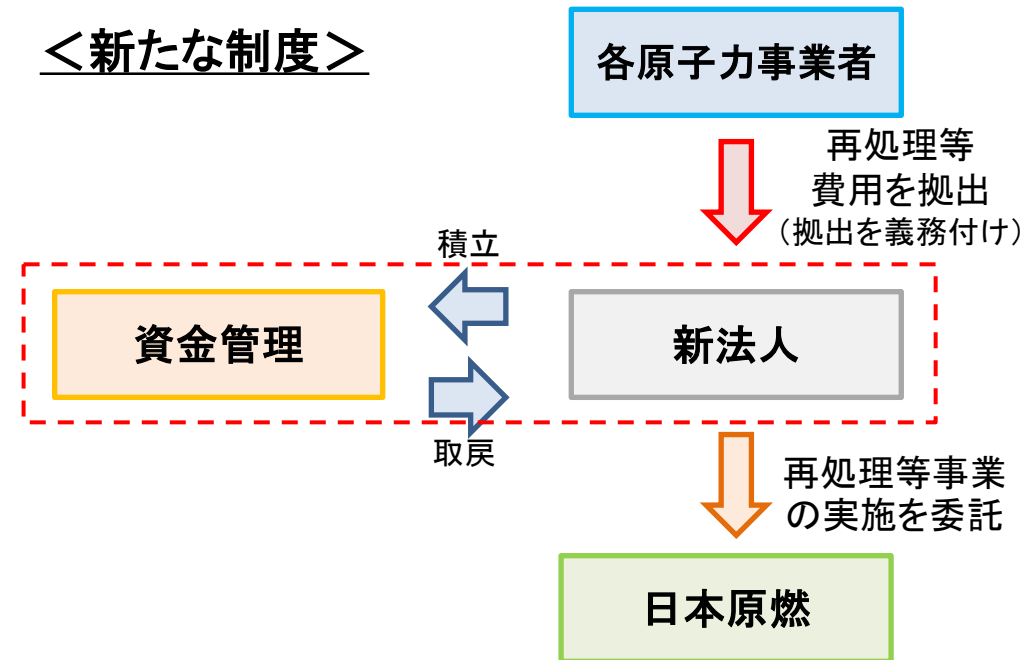 ＜新たな制度＞
各原子力事業者
再処理等
費用を拠出
（拠出を義務付け）
積立
資金管理
新法人
取戻
再処理等事業
の実施を委託
日本原燃